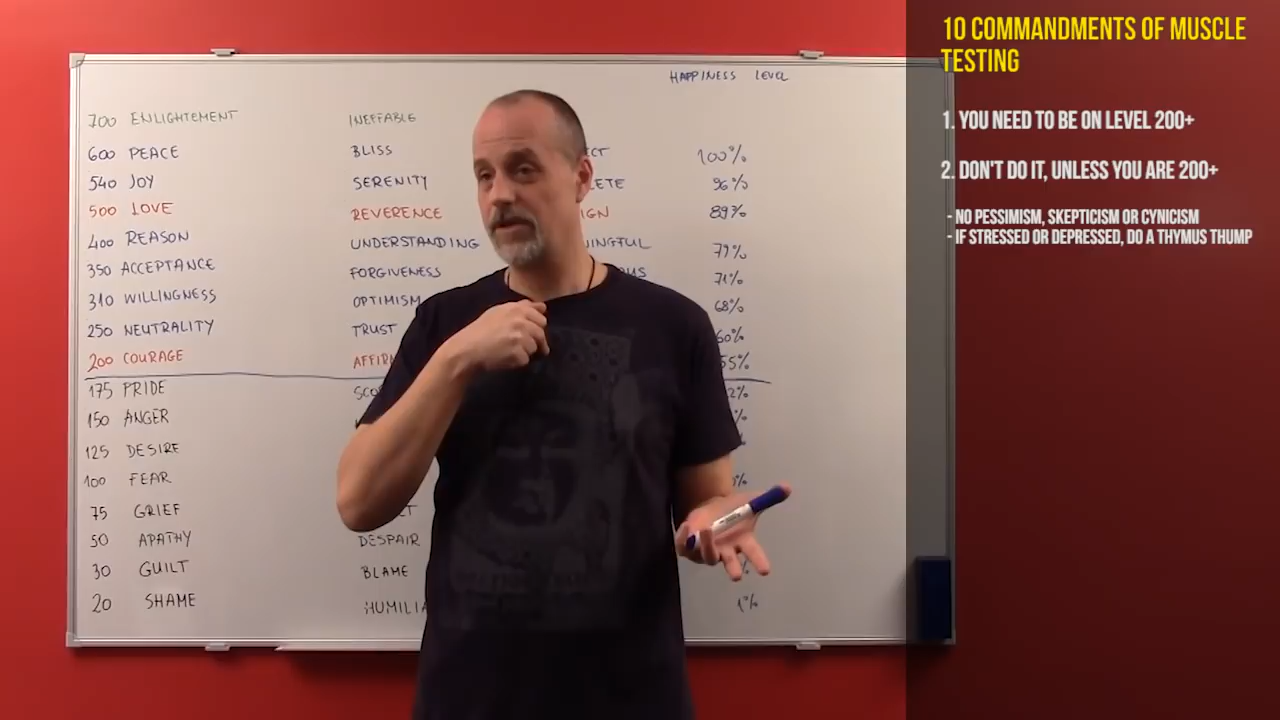 10 COMMANDMENTS OF MUSCLE
TESTING
1. YOU NEED TO BE ON LEVEL 200+
2. DON'T DO IT, UNLESS YOU ARE 200+
- NO PESSIMISM, SKEPTICISM OR CYNICISM
- IF STRESSED OR DEPRESSED, DO A THYMUS THUMP
HAPPINESS LEVEL
700 ENLIGHTEMENT INEFFABLE
600 PEACE BLISS 100%
540 JOY SERENITY 96%
500 LOVE REVERENCE 89%
400 REASON UNDERSTANDING 79%
350 ACCEPTANCE FORGIVENESS 71%
310 WILLINGNESS OPTIMISM 68%
250 NEUTRALITY TRUST 60%
200 COURAGE 55%
175 PRIDE
150 ANGER
125 DESIRE
100 FEAR
75 GRIEF
50 APATHY DESPAIR
30 GUILT BLAME
20 SHAME 1%